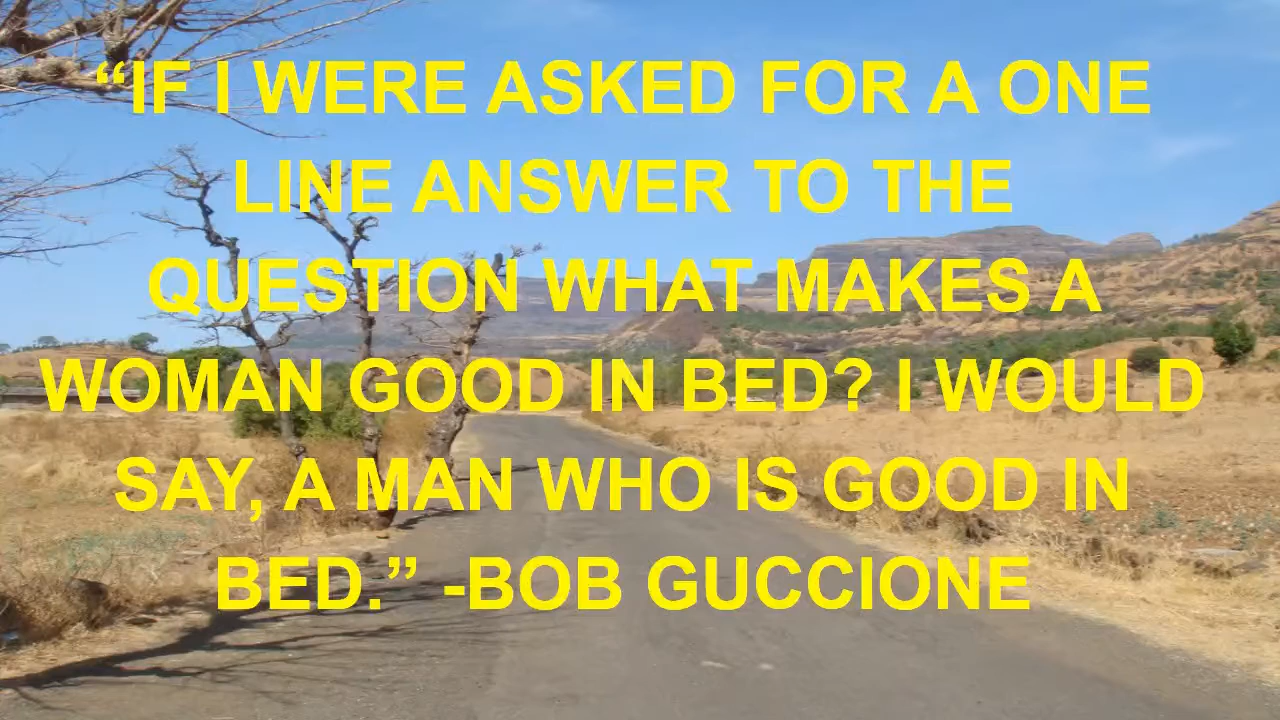 “IF I WERE ASKED FOR A ONE
LINE ANSWER TO THE
QUESTION WHAT MAKES A
WOMAN GOOD IN BED? I WOULD
SAY, A MAN WHO IS GOOD IN
BED.” -BOB GUCCIONE